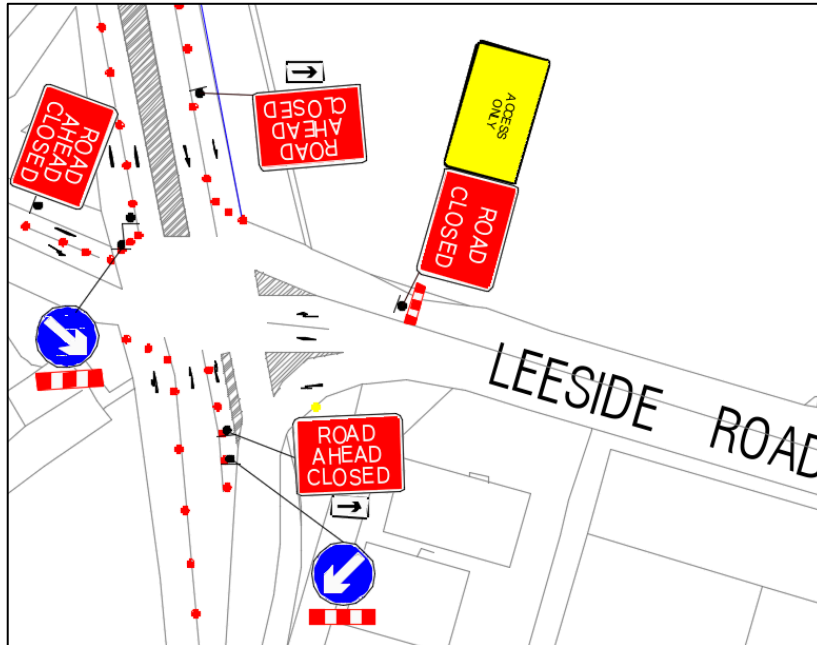 ROAD
AHEAD
CLOSED
ROAD
AHEAD
CLOSED
ACCESS
ONLY
ROAD
CLOSED
LEESIDE ROAD
ROAD
AHEAD
CLOSED